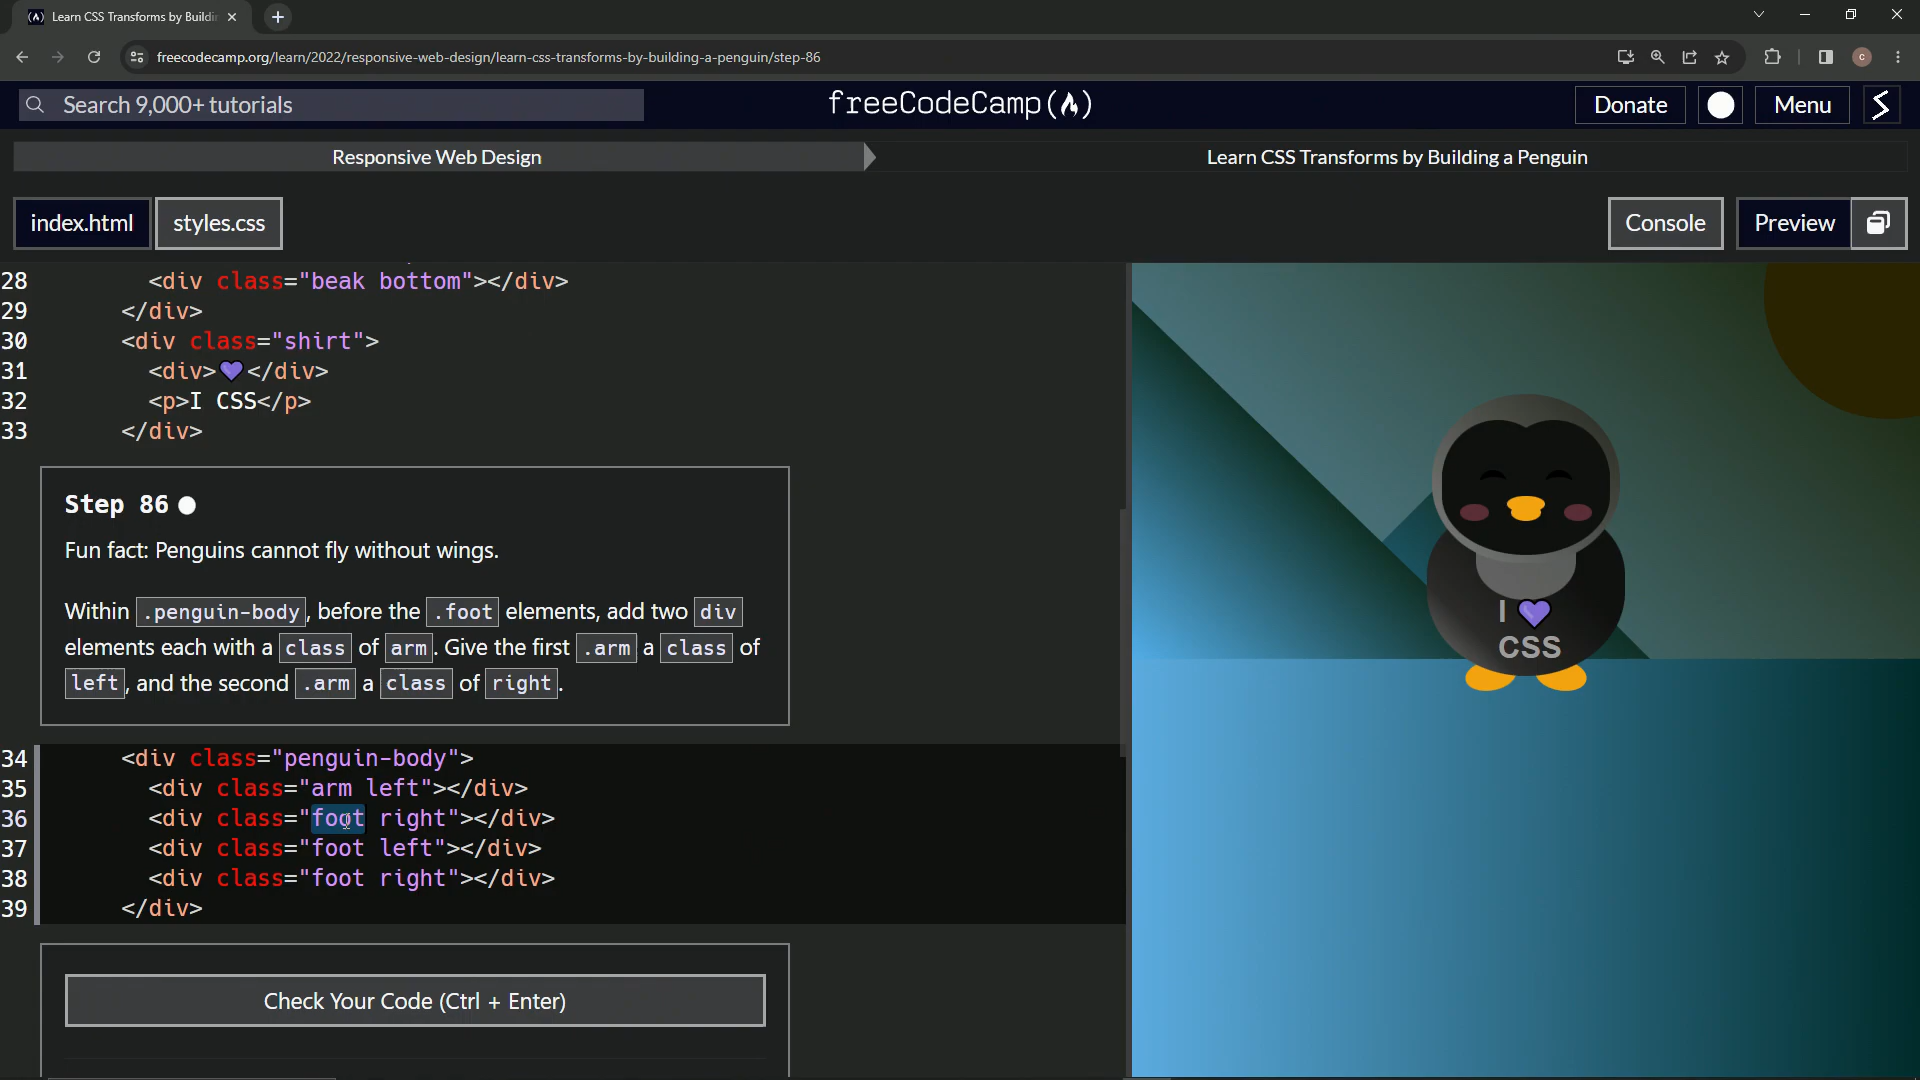 Learn CSS Transforms by Buildi
freecodecamp.org/learn/2022/responsive-web-design/learn-css-transforms-by-building-a-penguin/step-86
C
Search 9,000+ tutorials
freeCodeCamp
Donate
Menu
Responsive Web Design
Learn CSS Transforms by Building a Penguin
index.html
styles.css
Console
Preview
28 <div class="beak bottom"></div>
29 </div>
30 <div class="shirt">
31 <div>💜</div>
32 <p>I CSS</p>
33 </div>
Step 86
Fun fact: Penguins cannot fly without wings.
Within .penguin-body, before the .foot elements, add two div
elements each with a class of arm. Give the first .arm a class of
left, and the second .arm a class of right.
34 <div class="penguin-body">
35 <div class="arm left"></div>
36 <div class="foot right"></div>
37 <div class="foot left"></div>
38 <div class="foot right"></div>
39 </div>
Check Your Code (Ctrl + Enter)
I 💜
CSS